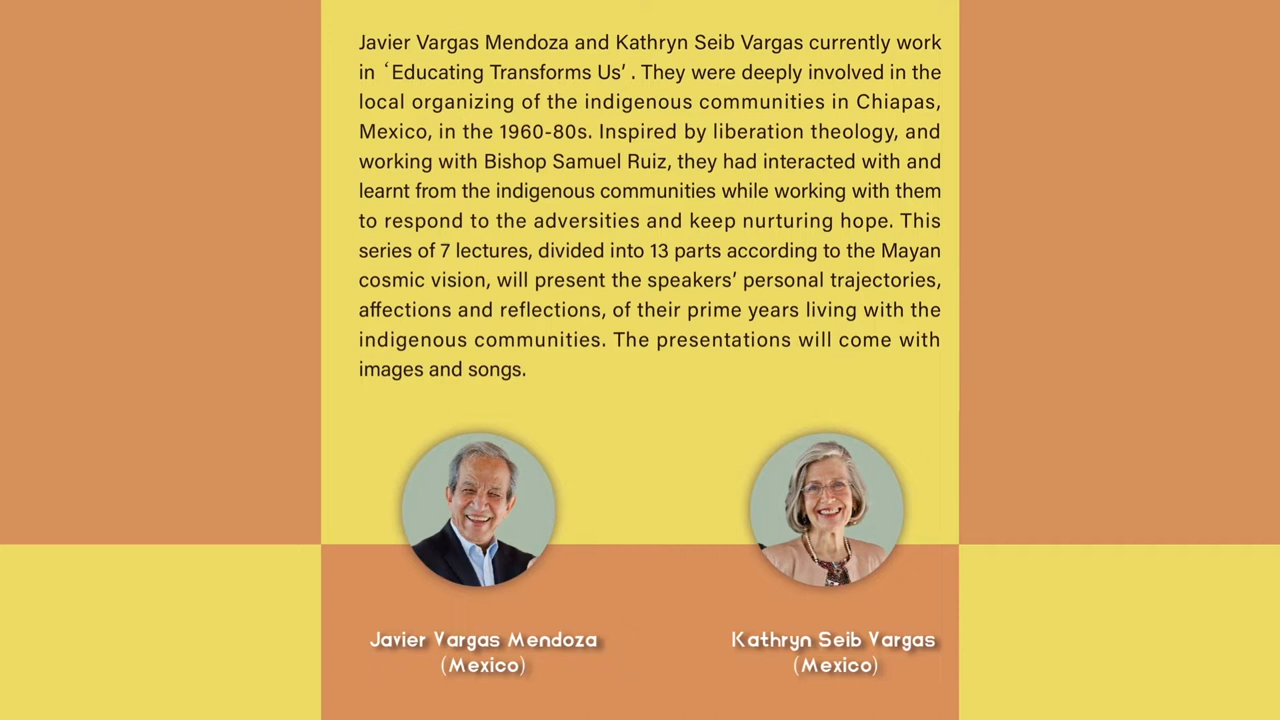 Javier Vargas Mendoza and Kathryn Seib Vargas currently work
in ‘Educating Transforms Us’ . They were deeply involved in the
local organizing of the indigenous communities in Chiapas,
Mexico, in the 1960-80s. Inspired by liberation theology, and
working with Bishop Samuel Ruiz, they had interacted with and
learnt from the indigenous communities while working with them
to respond to the adversities and keep nurturing hope. This
series of 7 lectures, divided into 13 parts according to the Mayan
cosmic vision, will present the speakers’ personal trajectories,
affections and reflections, of their prime years living with the
indigenous communities. The presentations will come with
images and songs.
Javier Vargas Mendoza
(Mexico)
Kathryn Seib Vargas
(Mexico)